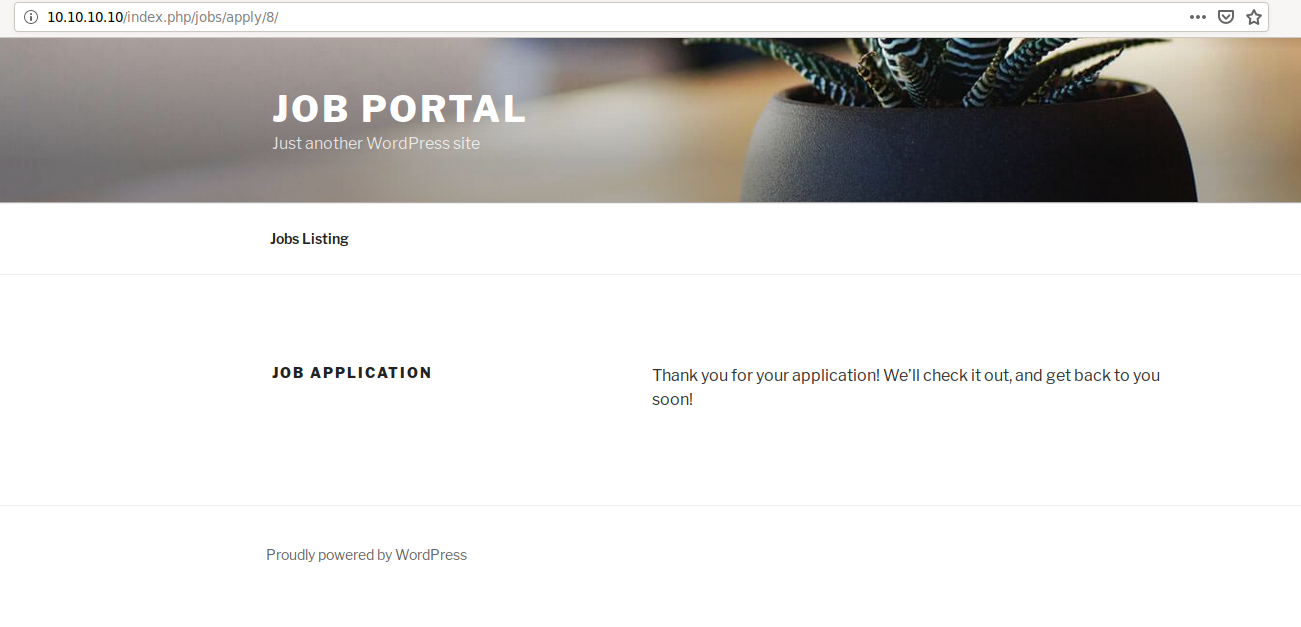 10.10.10.10/index.php/jobs/apply/8/
JOB PORTAL
Just another WordPress site
Jobs Listing
JOB APPLICATION
Thank you for your application! We’ll check it out, and get back to you
soon!
Proudly powered by WordPress